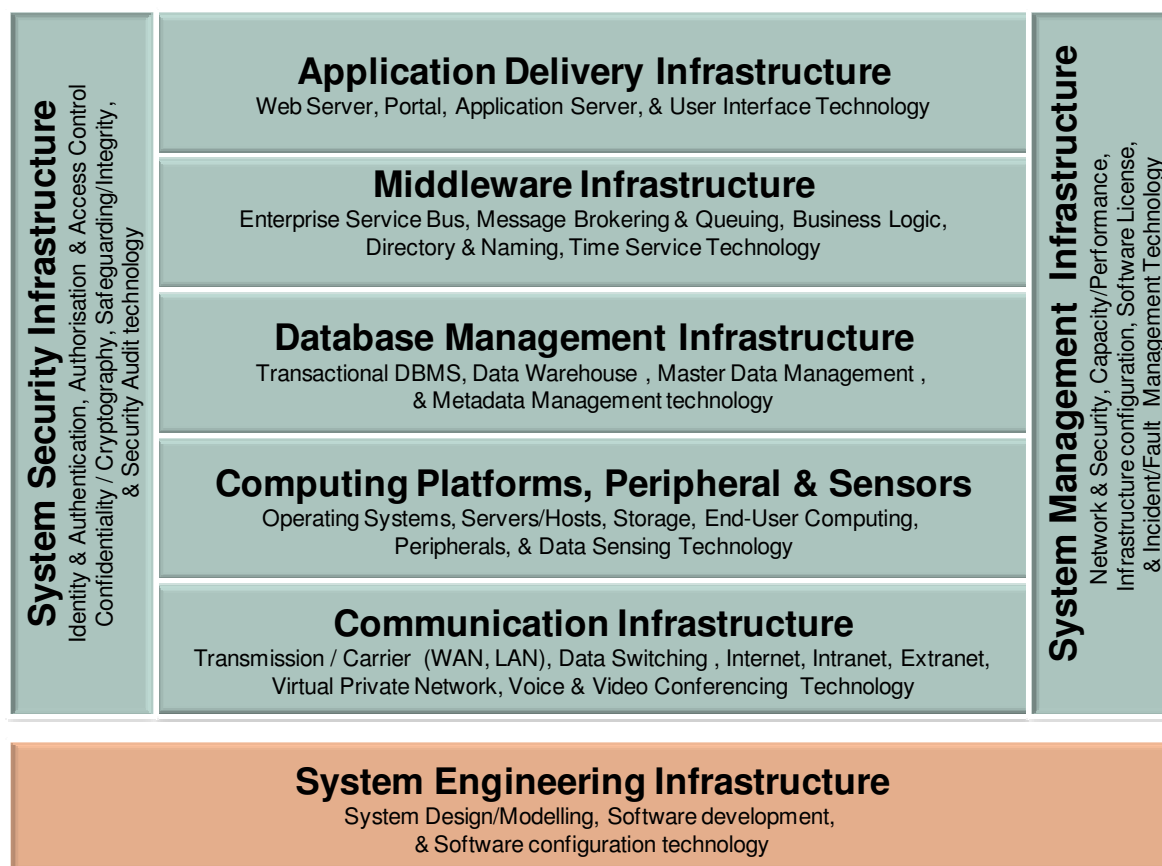 System Security Infrastructure
Identity & Authentication, Authorisation & Access Control
Confidentiality / Cryptography, Safeguarding/Integrity,
& Security Audit technology
Application Delivery Infrastructure
Web Server, Portal, Application Server, & User Interface Technology
Middleware Infrastructure
Enterprise Service Bus, Message Brokering & Queuing, Business Logic,
Directory & Naming, Time Service Technology
Database Management Infrastructure
Transactional DBMS, Data Warehouse , Master Data Management ,
& Metadata Management technology
Computing Platforms, Peripheral & Sensors
Operating Systems, Servers/Hosts, Storage, End-User Computing,
Peripherals, & Data Sensing Technology
Communication Infrastructure
Transmission / Carrier (WAN, LAN), Data Switching , Internet, Intranet, Extranet,
Virtual Private Network, Voice & Video Conferencing Technology
System Management Infrastructure
Network & Security, Capacity/Performance,
Infrastructure configuration, Software License,
& Incident/Fault Management Technology
System Engineering Infrastructure
System Design/Modelling, Software development,
& Software configuration technology